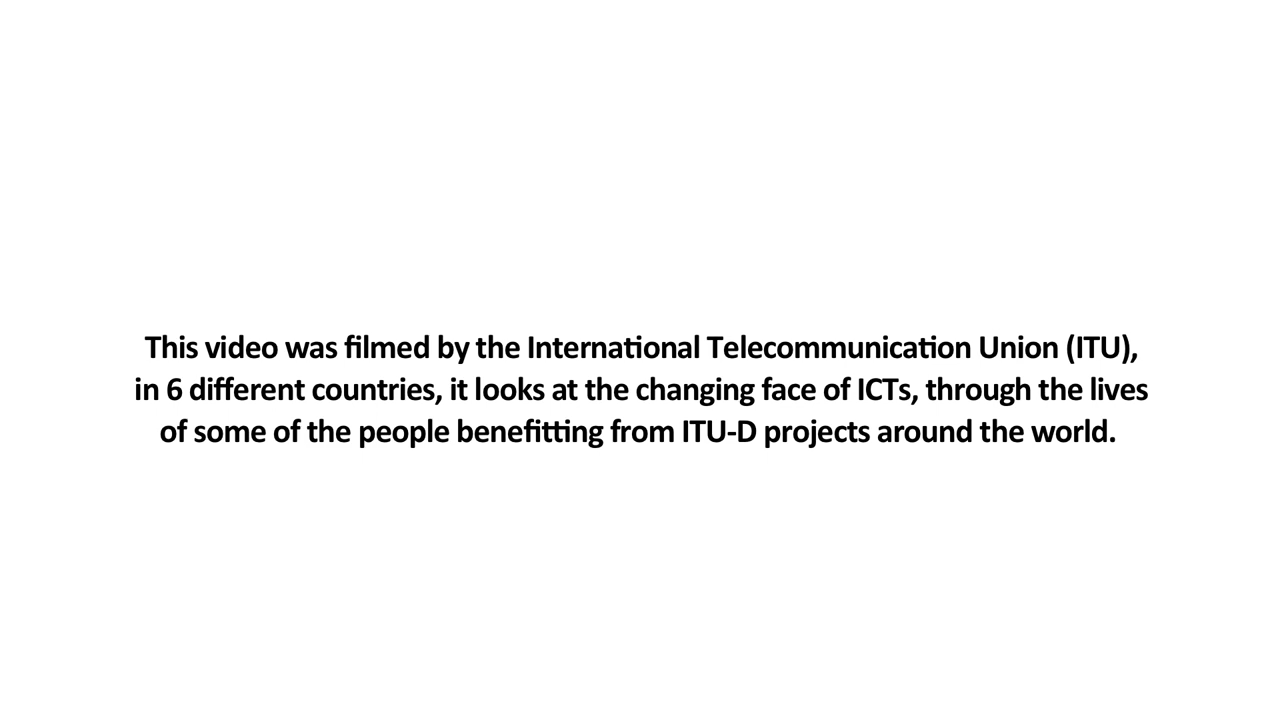 This video was filmed by the International Telecommunication Union (ITU),
in 6 different countries, it looks at the changing face of ICTs, through the lives
of some of the people benefitting from ITU-D projects around the world.